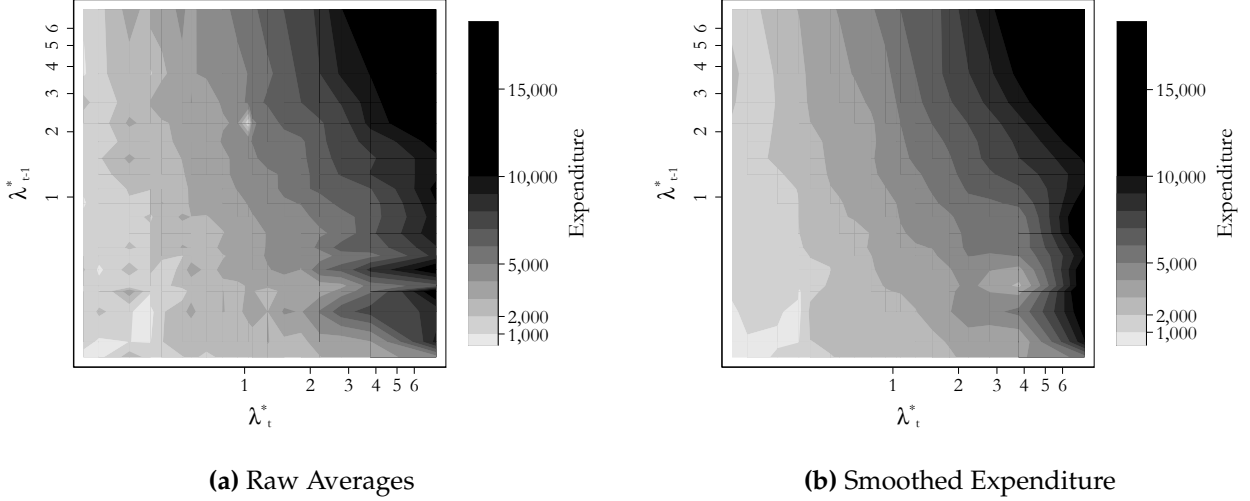 6
5
4
3
2
1
λ*t-1
1 2 3 4 5 6
λ*t
15,000
10,000
5,000
2,000
1,000
Expenditure
(a) Raw Averages
6
5
4
3
2
1
λ*t-1
1 2 3 4 5 6
λ*t
15,000
10,000
5,000
2,000
1,000
Expenditure
(b) Smoothed Expenditure